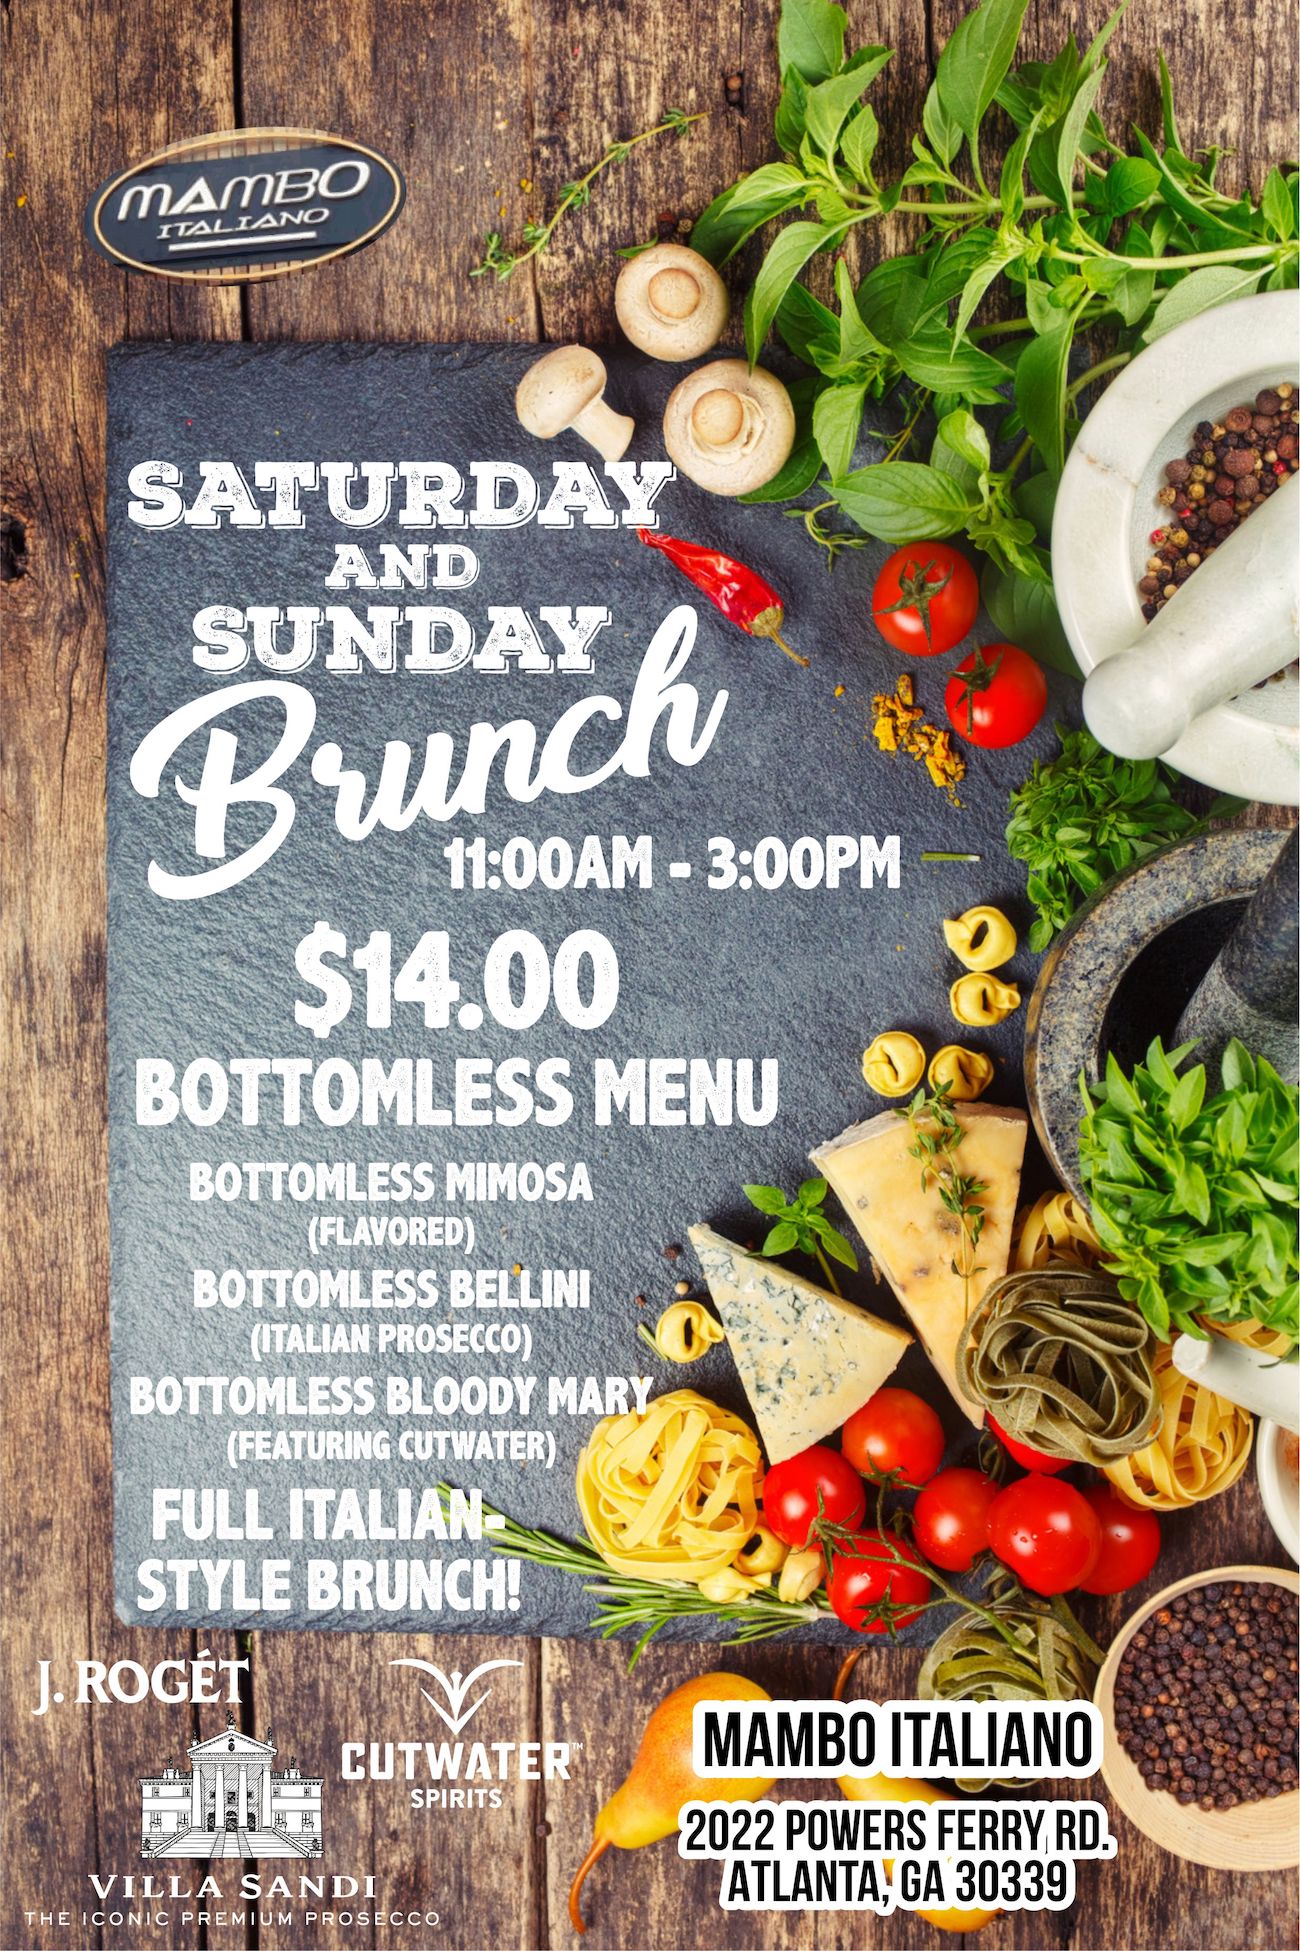 MAMBO
ITALIANO
SATURDAY
AND
SUNDAY
Brunch
11:00AM - 3:00PM
$14.00
BOTTOMLESS MENU
BOTTOMLESS MIMOSA
(FLAVORED)
BOTTOMLESS BELLINI
(ITALIAN PROSECCO)
BOTTOMLESS BLOODY MARY
(FEATURING CUTWATER)
FULL ITALIAN-
STYLE BRUNCH!
J. ROGÉT
CUTWATER™
SPIRITS
VILLA SANDI
THE ICONIC PREMIUM PROSECCO
MAMBO ITALIANO
2022 POWERS FERRY RD.
ATLANTA, GA 30339